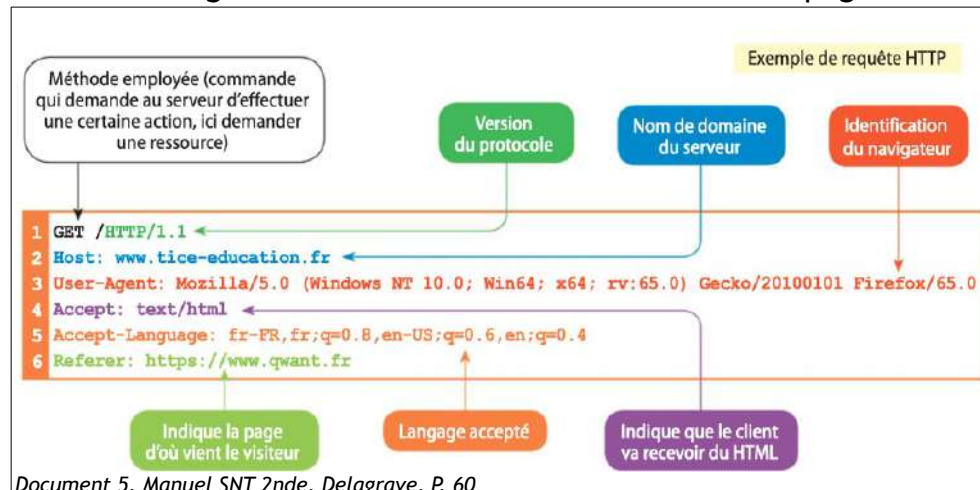 Exemple de requête HTTP
Méthode employée (commande
qui demande au serveur d'effectuer
une certaine action, ici demander
une ressource)
Version
du protocole
Nom de domaine
du serveur
Identification
du navigateur
1 GET /HTTP/1.1
2 Host: www.tice-education.fr
3 User-Agent: Mozilla/5.0 (Windows NT 10.0; Win64; x64; rv:65.0) Gecko/20100101 Firefox/65.0
4 Accept: text/html
5 Accept-Language: fr-FR,fr;q=0.8,en-US;q=0.6,en;q=0.4
6 Referer: https://www.qwant.fr
Indique la page
d'où vient le visiteur
Langage accepté
Indique que le client
va recevoir du HTML
Document 5. Manuel SNT 2nde. Delagrave. P. 60